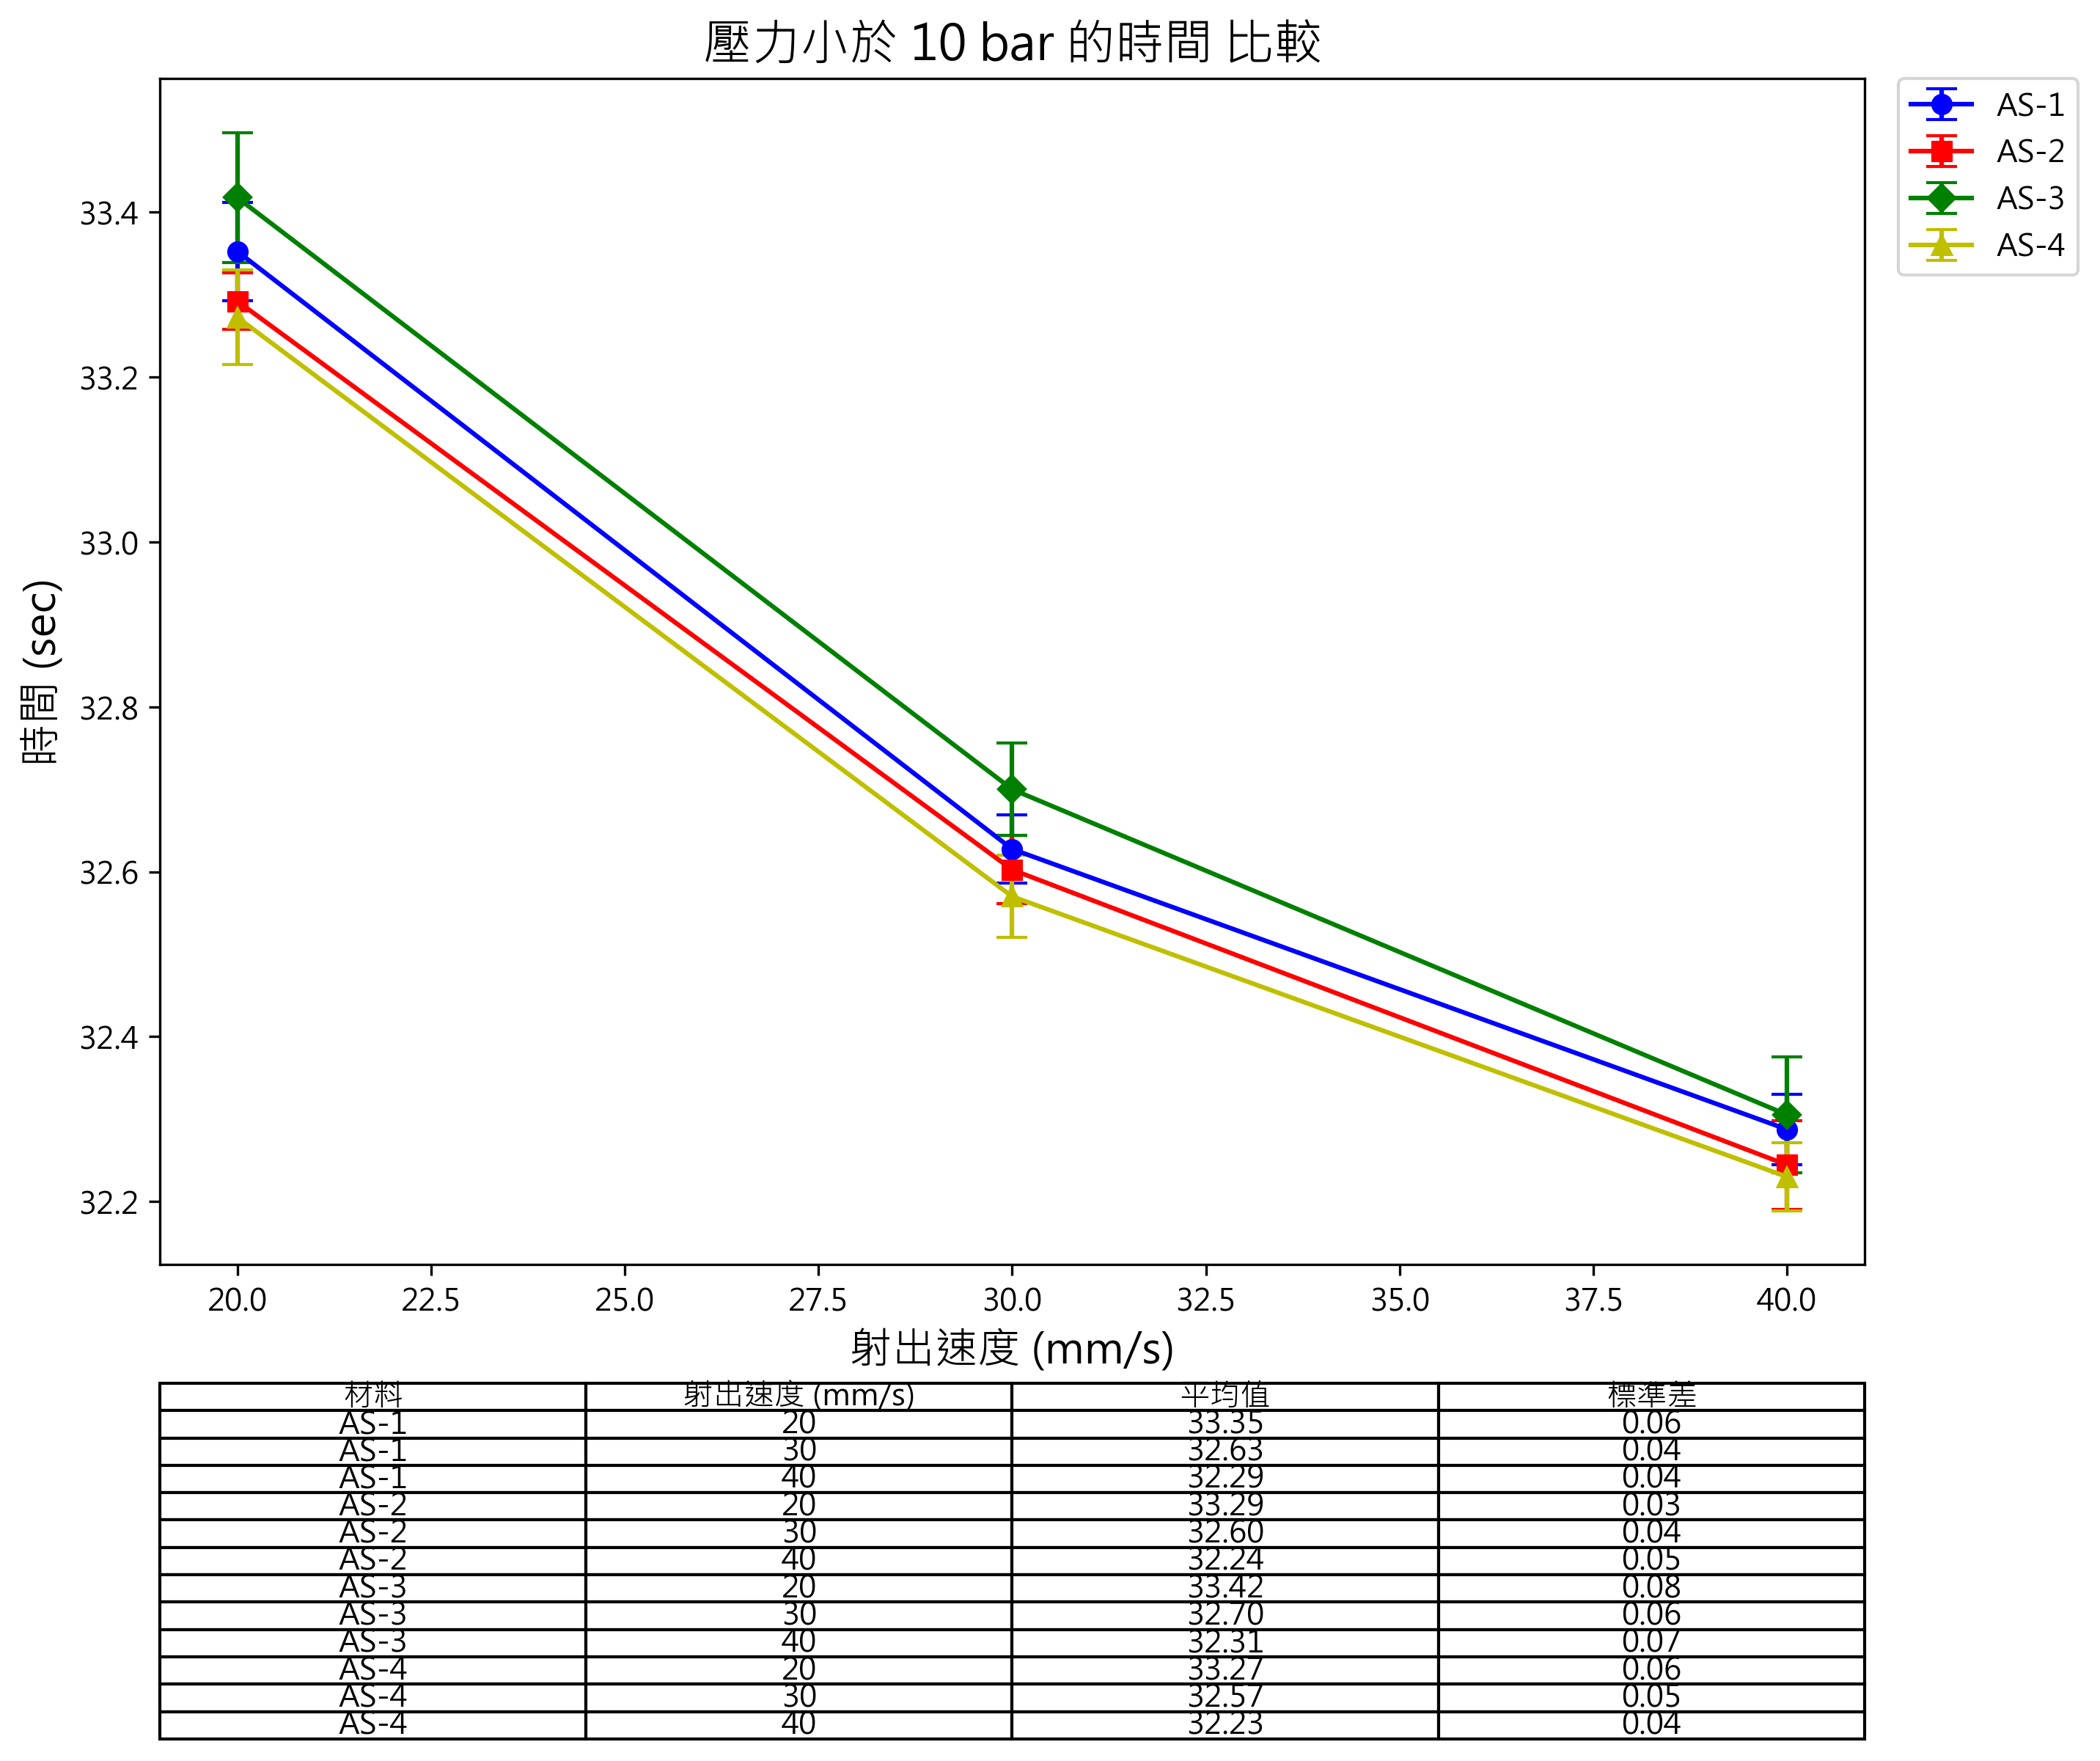 壓力小於 10 bar 的時間 比較
AS-1
AS-2
AS-3
AS-4
時間 (sec)
33.4
33.2
33.0
32.8
32.6
32.4
32.2
20.0 22.5 25.0 27.5 30.0 32.5 35.0 37.5 40.0
射出速度 (mm/s)
材料 射出速度 (mm/s) 平均值 標準差
AS-1 20 33.35 0.06
AS-1 30 32.63 0.04
AS-1 40 32.29 0.04
AS-2 20 33.29 0.03
AS-2 30 32.60 0.04
AS-2 40 32.24 0.05
AS-3 20 33.42 0.08
AS-3 30 32.70 0.06
AS-3 40 32.31 0.07
AS-4 20 33.27 0.06
AS-4 30 32.57 0.05
AS-4 40 32.23 0.04